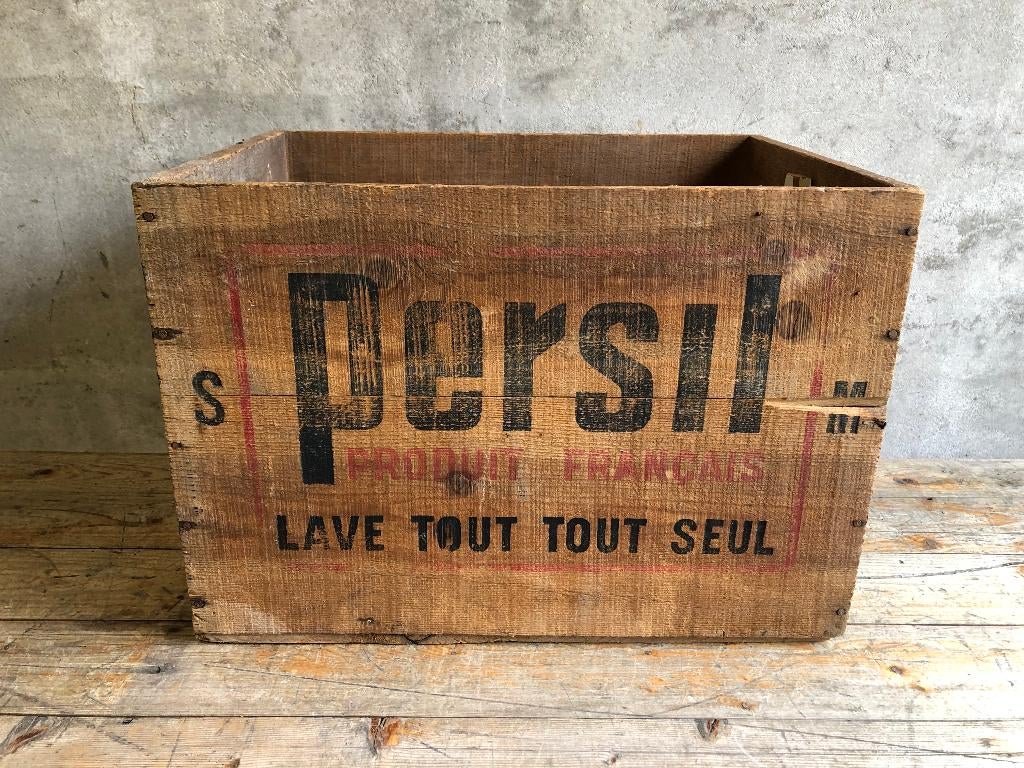 Persil
S
PRODUIT FRANÇAIS
LAVE TOUT TOUT SEUL